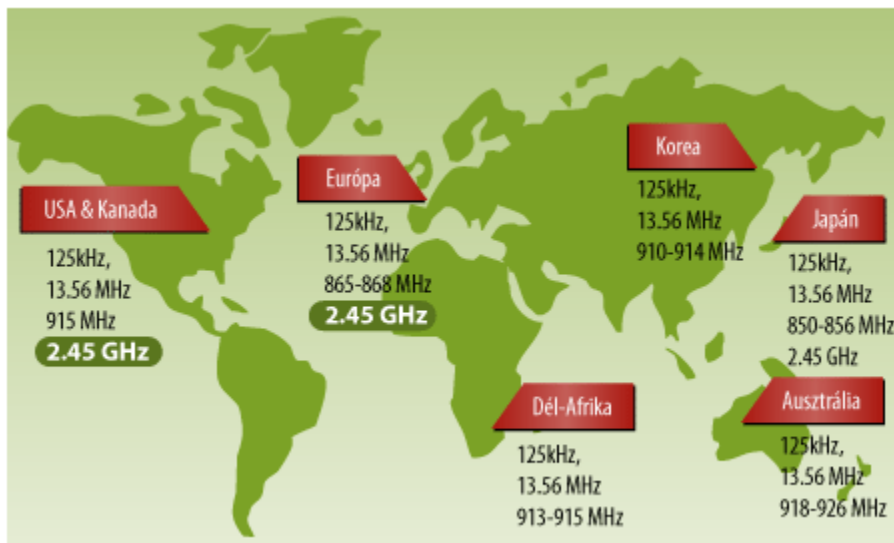 USA & Kanada
125kHz,
13.56 MHz
915 MHz
2.45 GHz
Európa
125kHz,
13.56 MHz
865-868 MHz
2.45 GHz
Korea
125kHz,
13.56 MHz
910-914 MHz
Japán
125kHz,
13.56 MHz
850-856 MHz
2.45 GHz
Dél-Afrika
125kHz,
13.56 MHz
913-915 MHz
Ausztrália
125kHz,
13.56 MHz
918-926 MHz